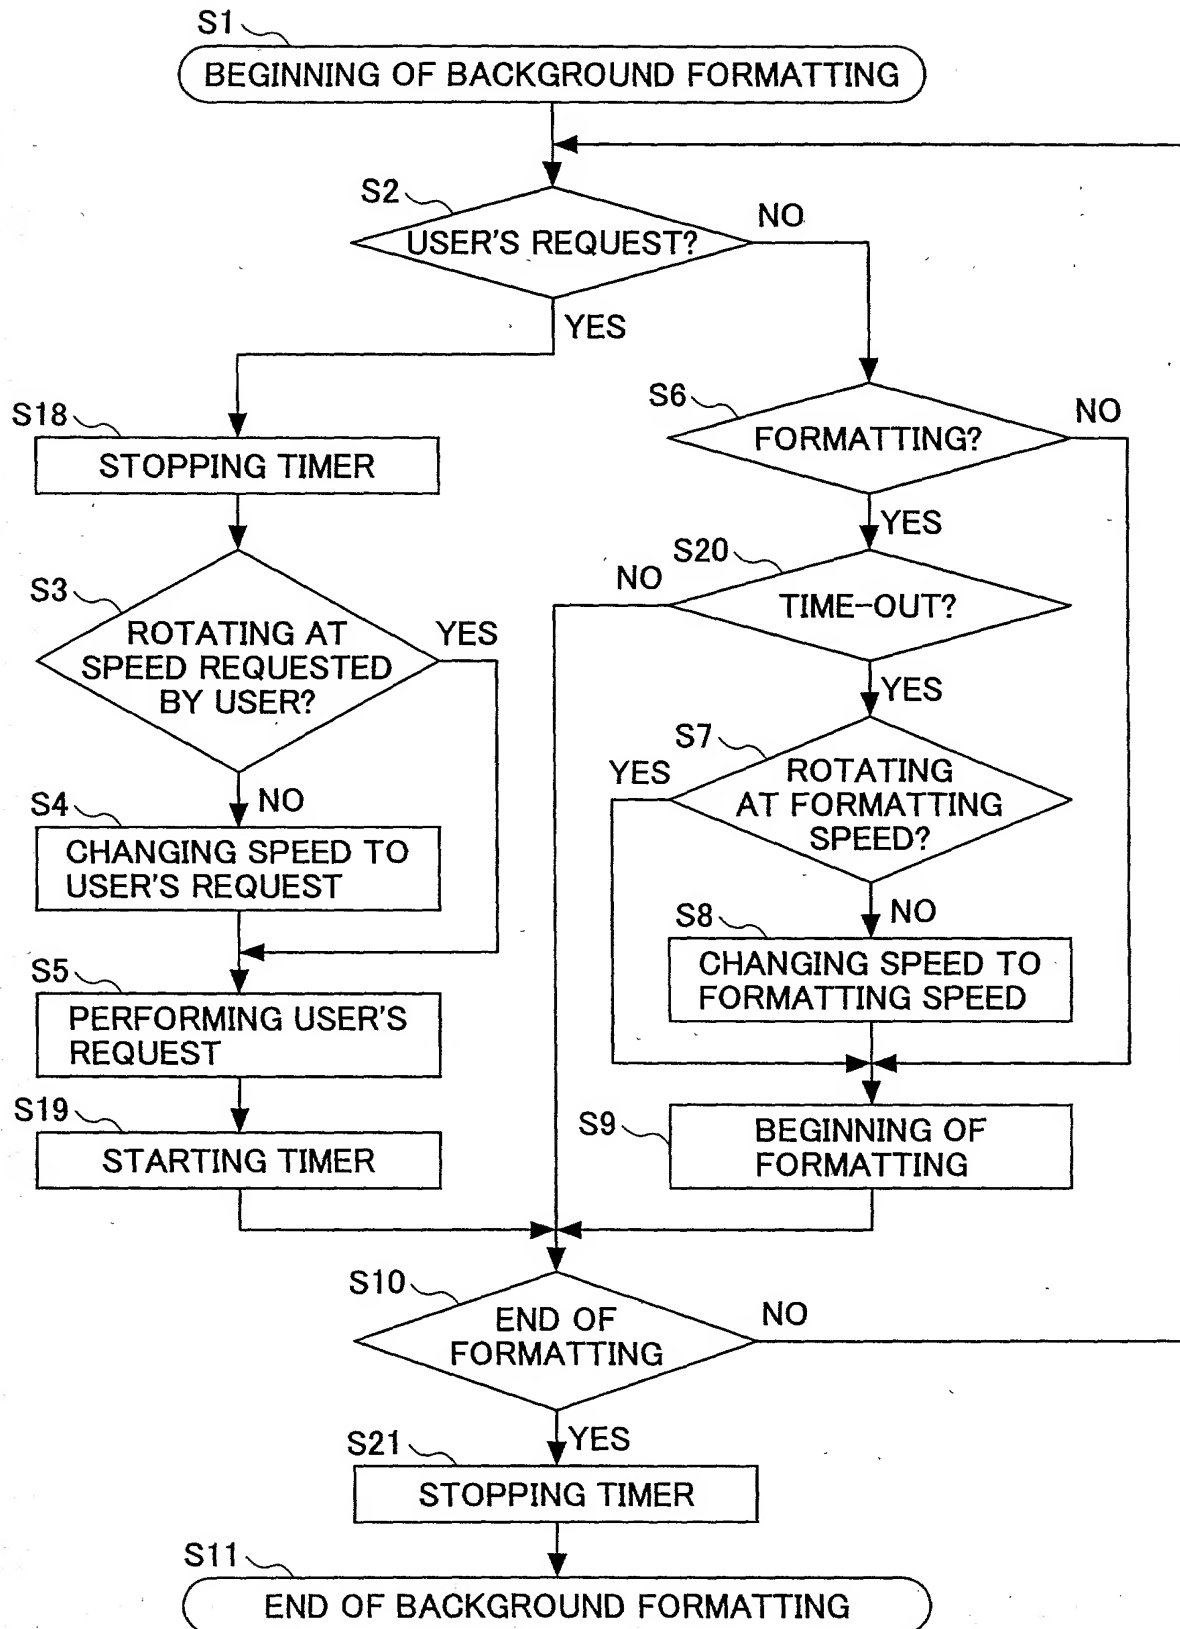 S1
BEGINNING OF BACKGROUND FORMATTING
S2
USER'S REQUEST?
NO
YES
S18
STOPPING TIMER
S6
FORMATTING?
NO
YES
S3
ROTATING AT
SPEED REQUESTED
BY USER?
YES
NO
S20
TIME-OUT?
NO
YES
S7
ROTATING
AT FORMATTING
SPEED?
YES
NO
S4
CHANGING SPEED TO
USER'S REQUEST
S8
CHANGING SPEED TO
FORMATTING SPEED
S5
PERFORMING USER'S
REQUEST
S19
STARTING TIMER
S9
BEGINNING OF
FORMATTING
S10
END OF
FORMATTING
NO
YES
S21
STOPPING TIMER
S11
END OF BACKGROUND FORMATTING